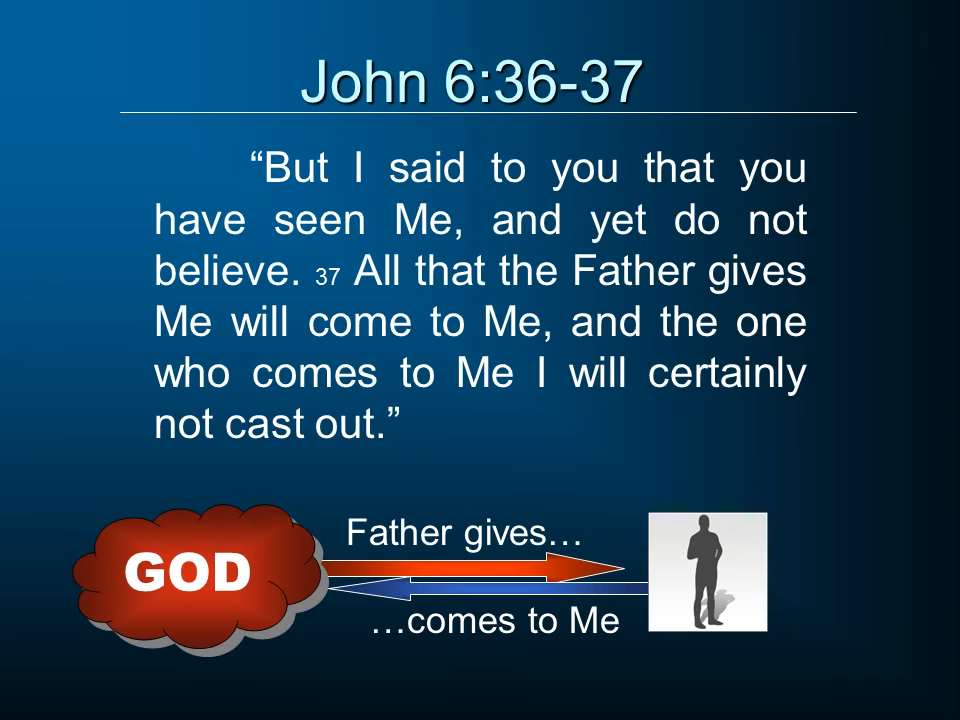 John 6:36-37
“But I said to you that you
have seen Me, and yet do not
believe. 37 All that the Father gives
Me will come to Me, and the one
who comes to Me I will certainly
not cast out.”
Father gives…
GOD
…comes to Me